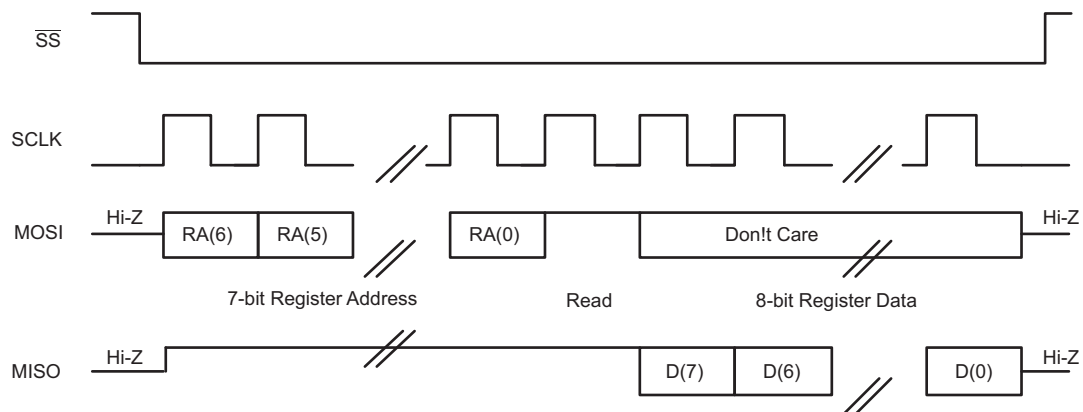 SS
SCLK
Hi-Z
MOSI
RA(6)
RA(5)
RA(0)
Don!t Care
Hi-Z
7-bit Register Address
Read
8-bit Register Data
Hi-Z
MISO
D(7)
D(6)
D(0)
Hi-Z